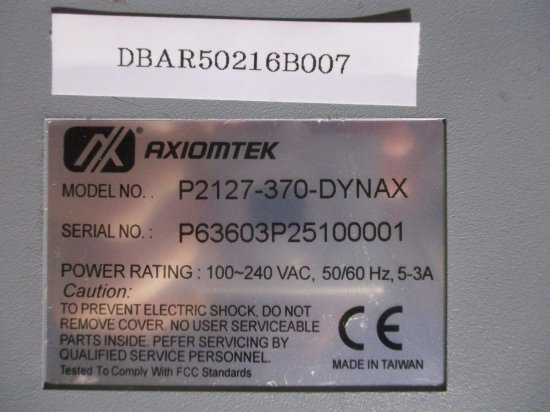 DBAR50216B007
AXIOMTEK
MODEL NO. : P2127-370-DYNAX
SERIAL NO. : P63603P25100001
POWER RATING : 100~240 VAC, 50/60 Hz, 5-3A
Caution:
TO PREVENT ELECTRIC SHOCK, DO NOT
REMOVE COVER. NO USER SERVICEABLE
PARTS INSIDE. PEFER SERVICING BY
QUALIFIED SERVICE PERSONNEL.
Tested To Comply With FCC Standards
CE
MADE IN TAIWAN